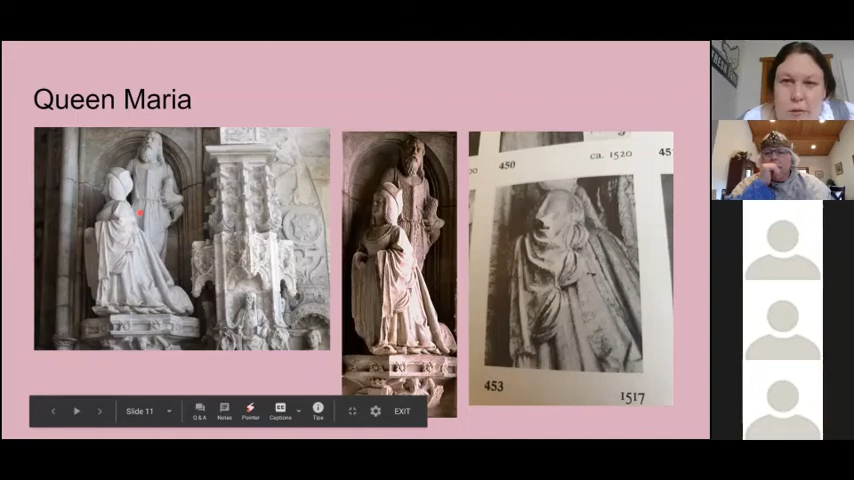 Queen Maria
450
ca. 1520
45
453
1517
Slide 11
Q&A
Notes
Pointer
Captions
Tips
EXIT